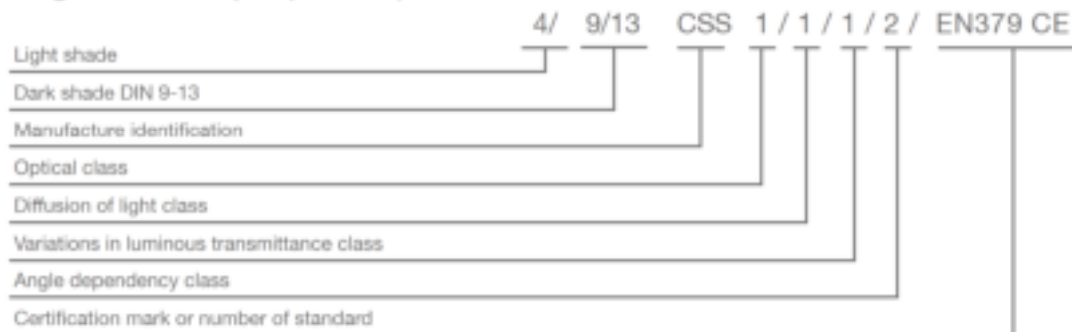 4/ 9/13 CSS 1 / 1 / 1 / 2 / EN379 CE
Light shade
Dark shade DIN 9-13
Manufacture identification
Optical class
Diffusion of light class
Variations in luminous transmittance class
Angle dependency class
Certification mark or number of standard